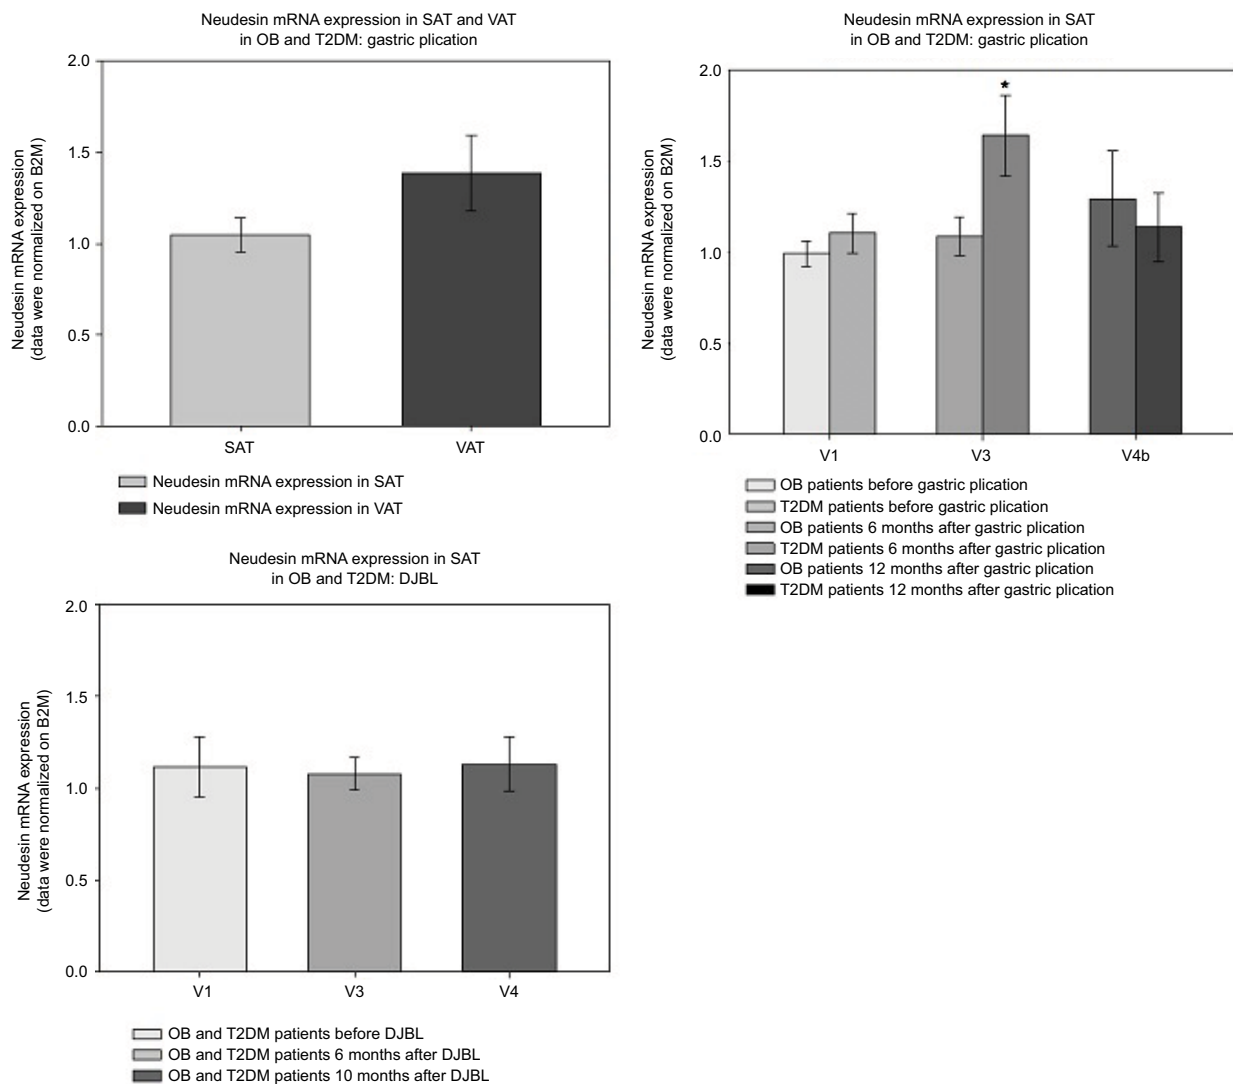 Neudesin mRNA expression in SAT and VAT
in OB and T2DM: gastric plication
Neudesin mRNA expression
(data were normalized on B2M)
2.0
1.5
1.0
0.5
0.0
SAT
VAT
Neudesin mRNA expression in SAT
Neudesin mRNA expression in VAT
Neudesin mRNA expression in SAT
in OB and T2DM: gastric plication
Neudesin mRNA expression
(data were normalized on B2M)
2.0
1.5
1.0
0.5
0.0
*
V1
V3
V4b
OB patients before gastric plication
T2DM patients before gastric plication
OB patients 6 months after gastric plication
T2DM patients 6 months after gastric plication
OB patients 12 months after gastric plication
T2DM patients 12 months after gastric plication
Neudesin mRNA expression in SAT
in OB and T2DM: DJBL
Neudesin mRNA expression
(data were normalized on B2M)
2.0
1.5
1.0
0.5
0.0
V1
V3
V4
OB and T2DM patients before DJBL
OB and T2DM patients 6 months after DJBL
OB and T2DM patients 10 months after DJBL